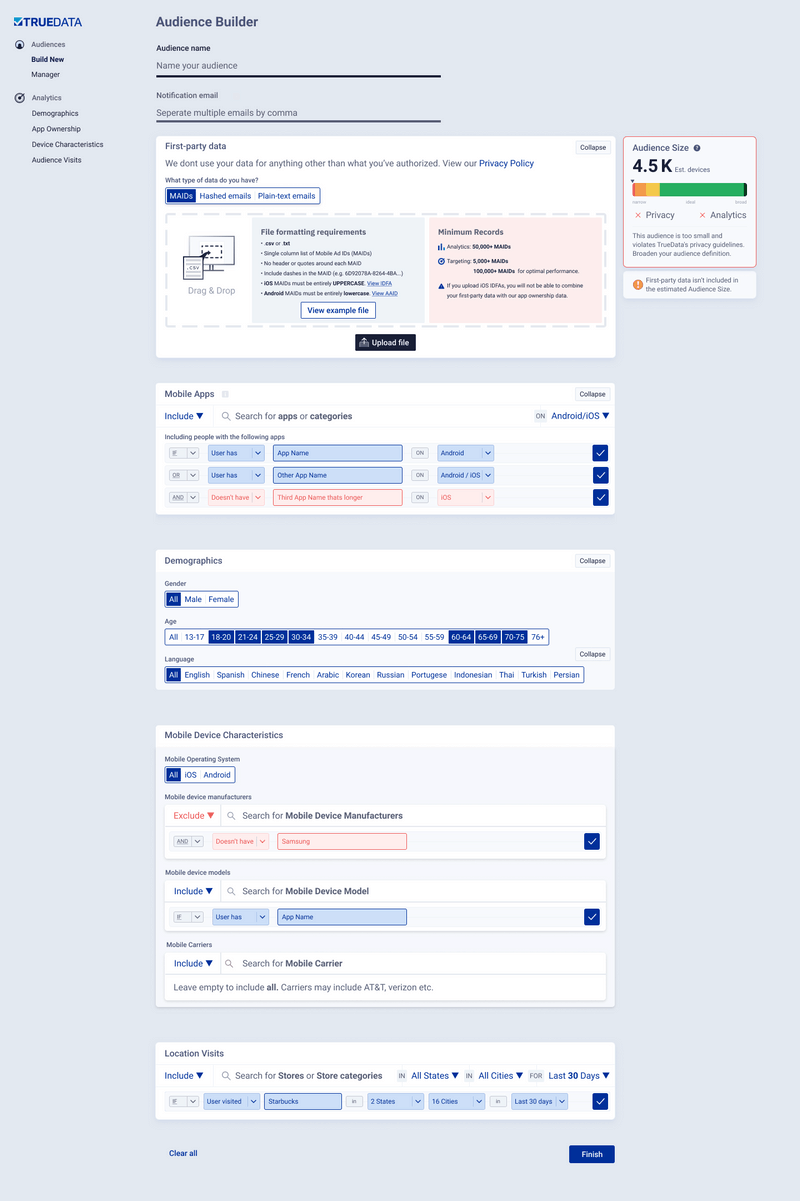 TRUEDATA
Audiences
Build New
Manager
Analytics
Demographics
App Ownership
Device Characteristics
Audience Visits
Audience Builder
Audience name
Name your audience
Notification email
Seperate multiple emails by comma
First-party data
Collapse
We dont use your data for anything other than what you've authorized. View our Privacy Policy
What type of data do you have?
MAIDs Hashed emails Plain-text emails
.CSV
Drag & Drop
File formatting requirements
• .csv or .txt
• Single column list of Mobile Ad IDs (MAIDs)
• No header or quotes around each MAID
• Include dashes in the MAID (e.g. 6D92078A-8264-4BA...)
• iOS MAIDs must be entirely UPPERCASE. View IDFA
• Android MAIDs must be entirely lowercase. View AAID
View example file
Minimum Records
Analytics: 50,000+ MAIDs
Targeting: 5,000+ MAIDs
100,000+ MAIDs for optimal performance.
If you upload iOS IDFAs, you will not be able to combine
your first-party data with our app ownership data.
Upload file
Audience Size ?
4.5 K Est. devices
narrow ideal broad
× Privacy × Analytics
This audience is too small and
violates TrueData's privacy guidelines.
Broaden your audience definition.
First-party data isn't included in
the estimated Audience Size.
Mobile Apps
Collapse
Include ▼ Search for apps or categories ON Android/iOS ▼
Including people with the following apps
IF User has App Name ON Android
OR User has Other App Name ON Android / iOS
AND Doesn't have Third App Name thats longer ON iOS
Demographics
Collapse
Gender
All Male Female
Age
All 13-17 18-20 21-24 25-29 30-34 35-39 40-44 45-49 50-54 55-59 60-64 65-69 70-75 76+
Language
Collapse
All English Spanish Chinese French Arabic Korean Russian Portugese Indonesian Thai Turkish Persian
Mobile Device Characteristics
Mobile Operating System
All iOS Android
Mobile device manufacturers
Exclude ▼ Search for Mobile Device Manufacturers
AND Doesn't have Samsung
Mobile device models
Include ▼ Search for Mobile Device Model
IF User has App Name
Mobile Carriers
Include ▼ Search for Mobile Carrier
Leave empty to include all. Carriers may include AT&T, verizon etc.
Location Visits
Include ▼ Search for Stores or Store categories IN All States ▼ IN All Cities ▼ FOR Last 30 Days ▼
IF User visited Starbucks in 2 States 16 Cities in Last 30 days
Clear all
Finish